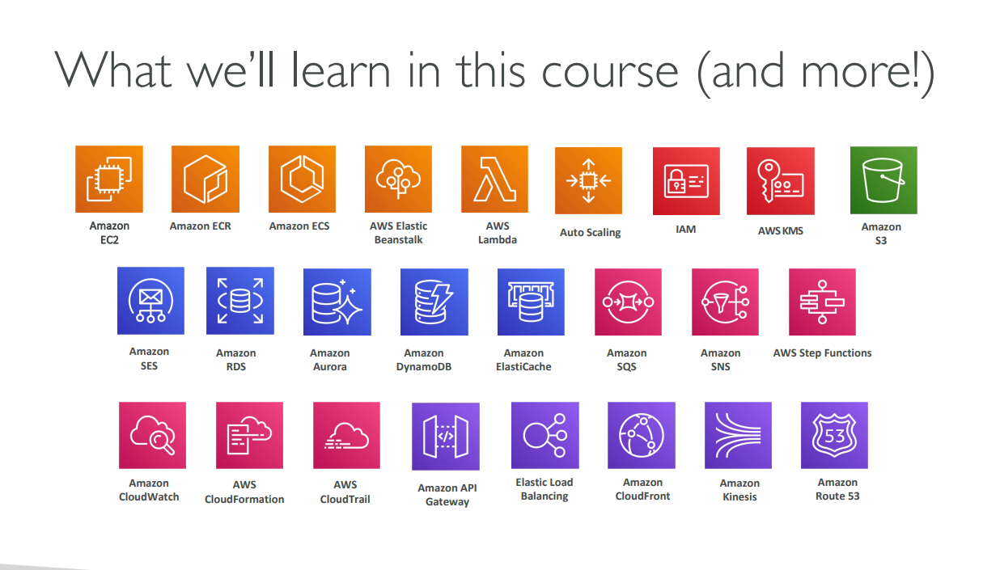 What we'll learn in this course (and more!)
Amazon
EC2
Amazon ECR
Amazon ECS
AWS Elastic
Beanstalk
AWS
Lambda
Auto Scaling
IAM
AWS KMS
Amazon
S3
Amazon
SES
Amazon
RDS
Amazon
Aurora
Amazon
DynamoDB
Amazon
ElastiCache
Amazon
SQS
Amazon
SNS
AWS Step Functions
53
Amazon
CloudWatch
AWS
CloudFormation
AWS
CloudTrail
</>
Amazon API
Gateway
Elastic Load
Balancing
Amazon
CloudFront
Amazon
Kinesis
Amazon
Route 53